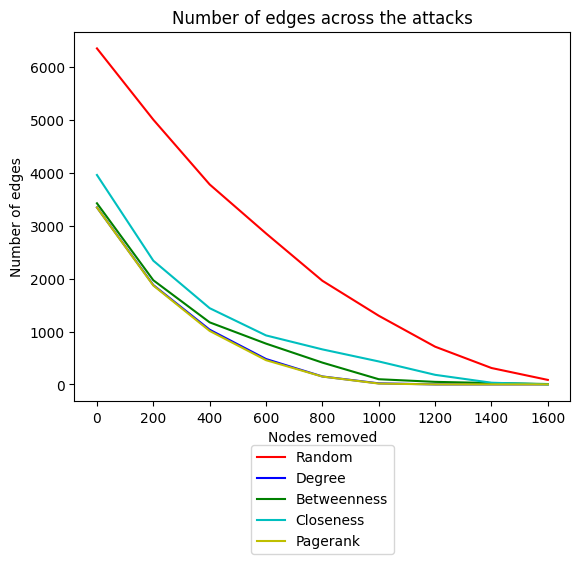 Number of edges across the attacks
Number of edges
6000
5000
4000
3000
2000
1000
0
0 200 400 600 800 1000 1200 1400 1600
Nodes removed
Random
Degree
Betweenness
Closeness
Pagerank